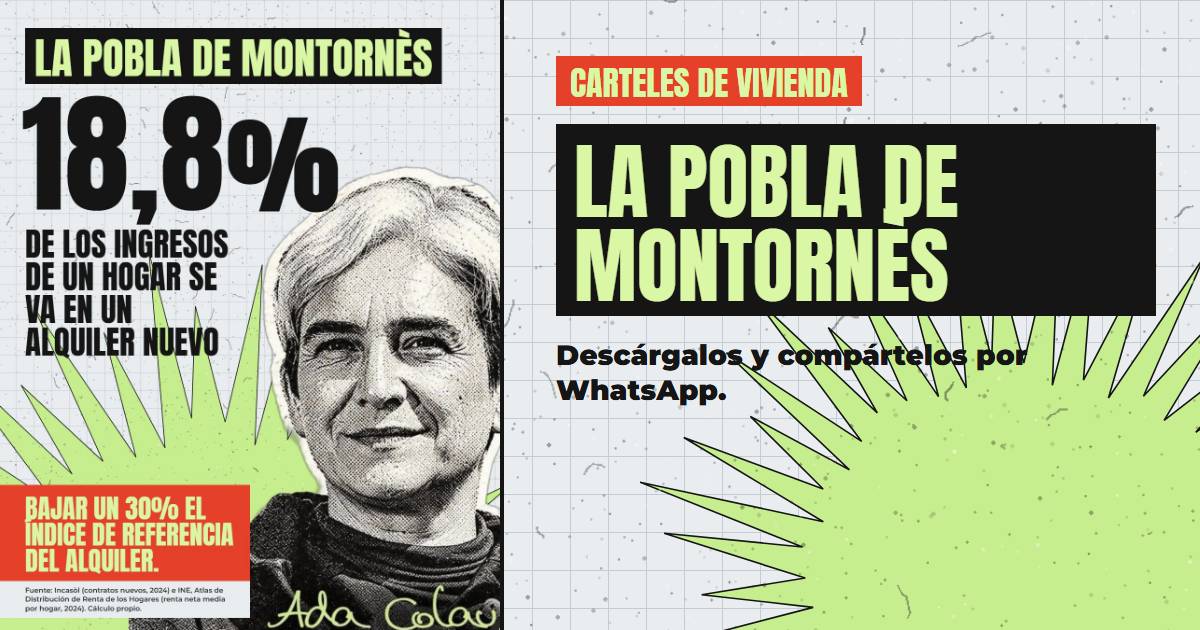 LA POBLA DE MONTORNÈS
18,8%
DE LOS INGRESOS
DE UN HOGAR SE
VA EN UN
ALQUILER NUEVO
BAJAR UN 30% EL
ÍNDICE DE REFERENCIA
DEL ALQUILER.
Fuente: Incasòl (contratos nuevos, 2024) e INE, Atlas de
Distribución de Renta de los Hogares (renta neta media
por hogar, 2024). Cálculo propio.
Ada Colau
CARTELES DE VIVIENDA
LA POBLA DE
MONTORNÈS
Descárgalos y compártelos por
WhatsApp.